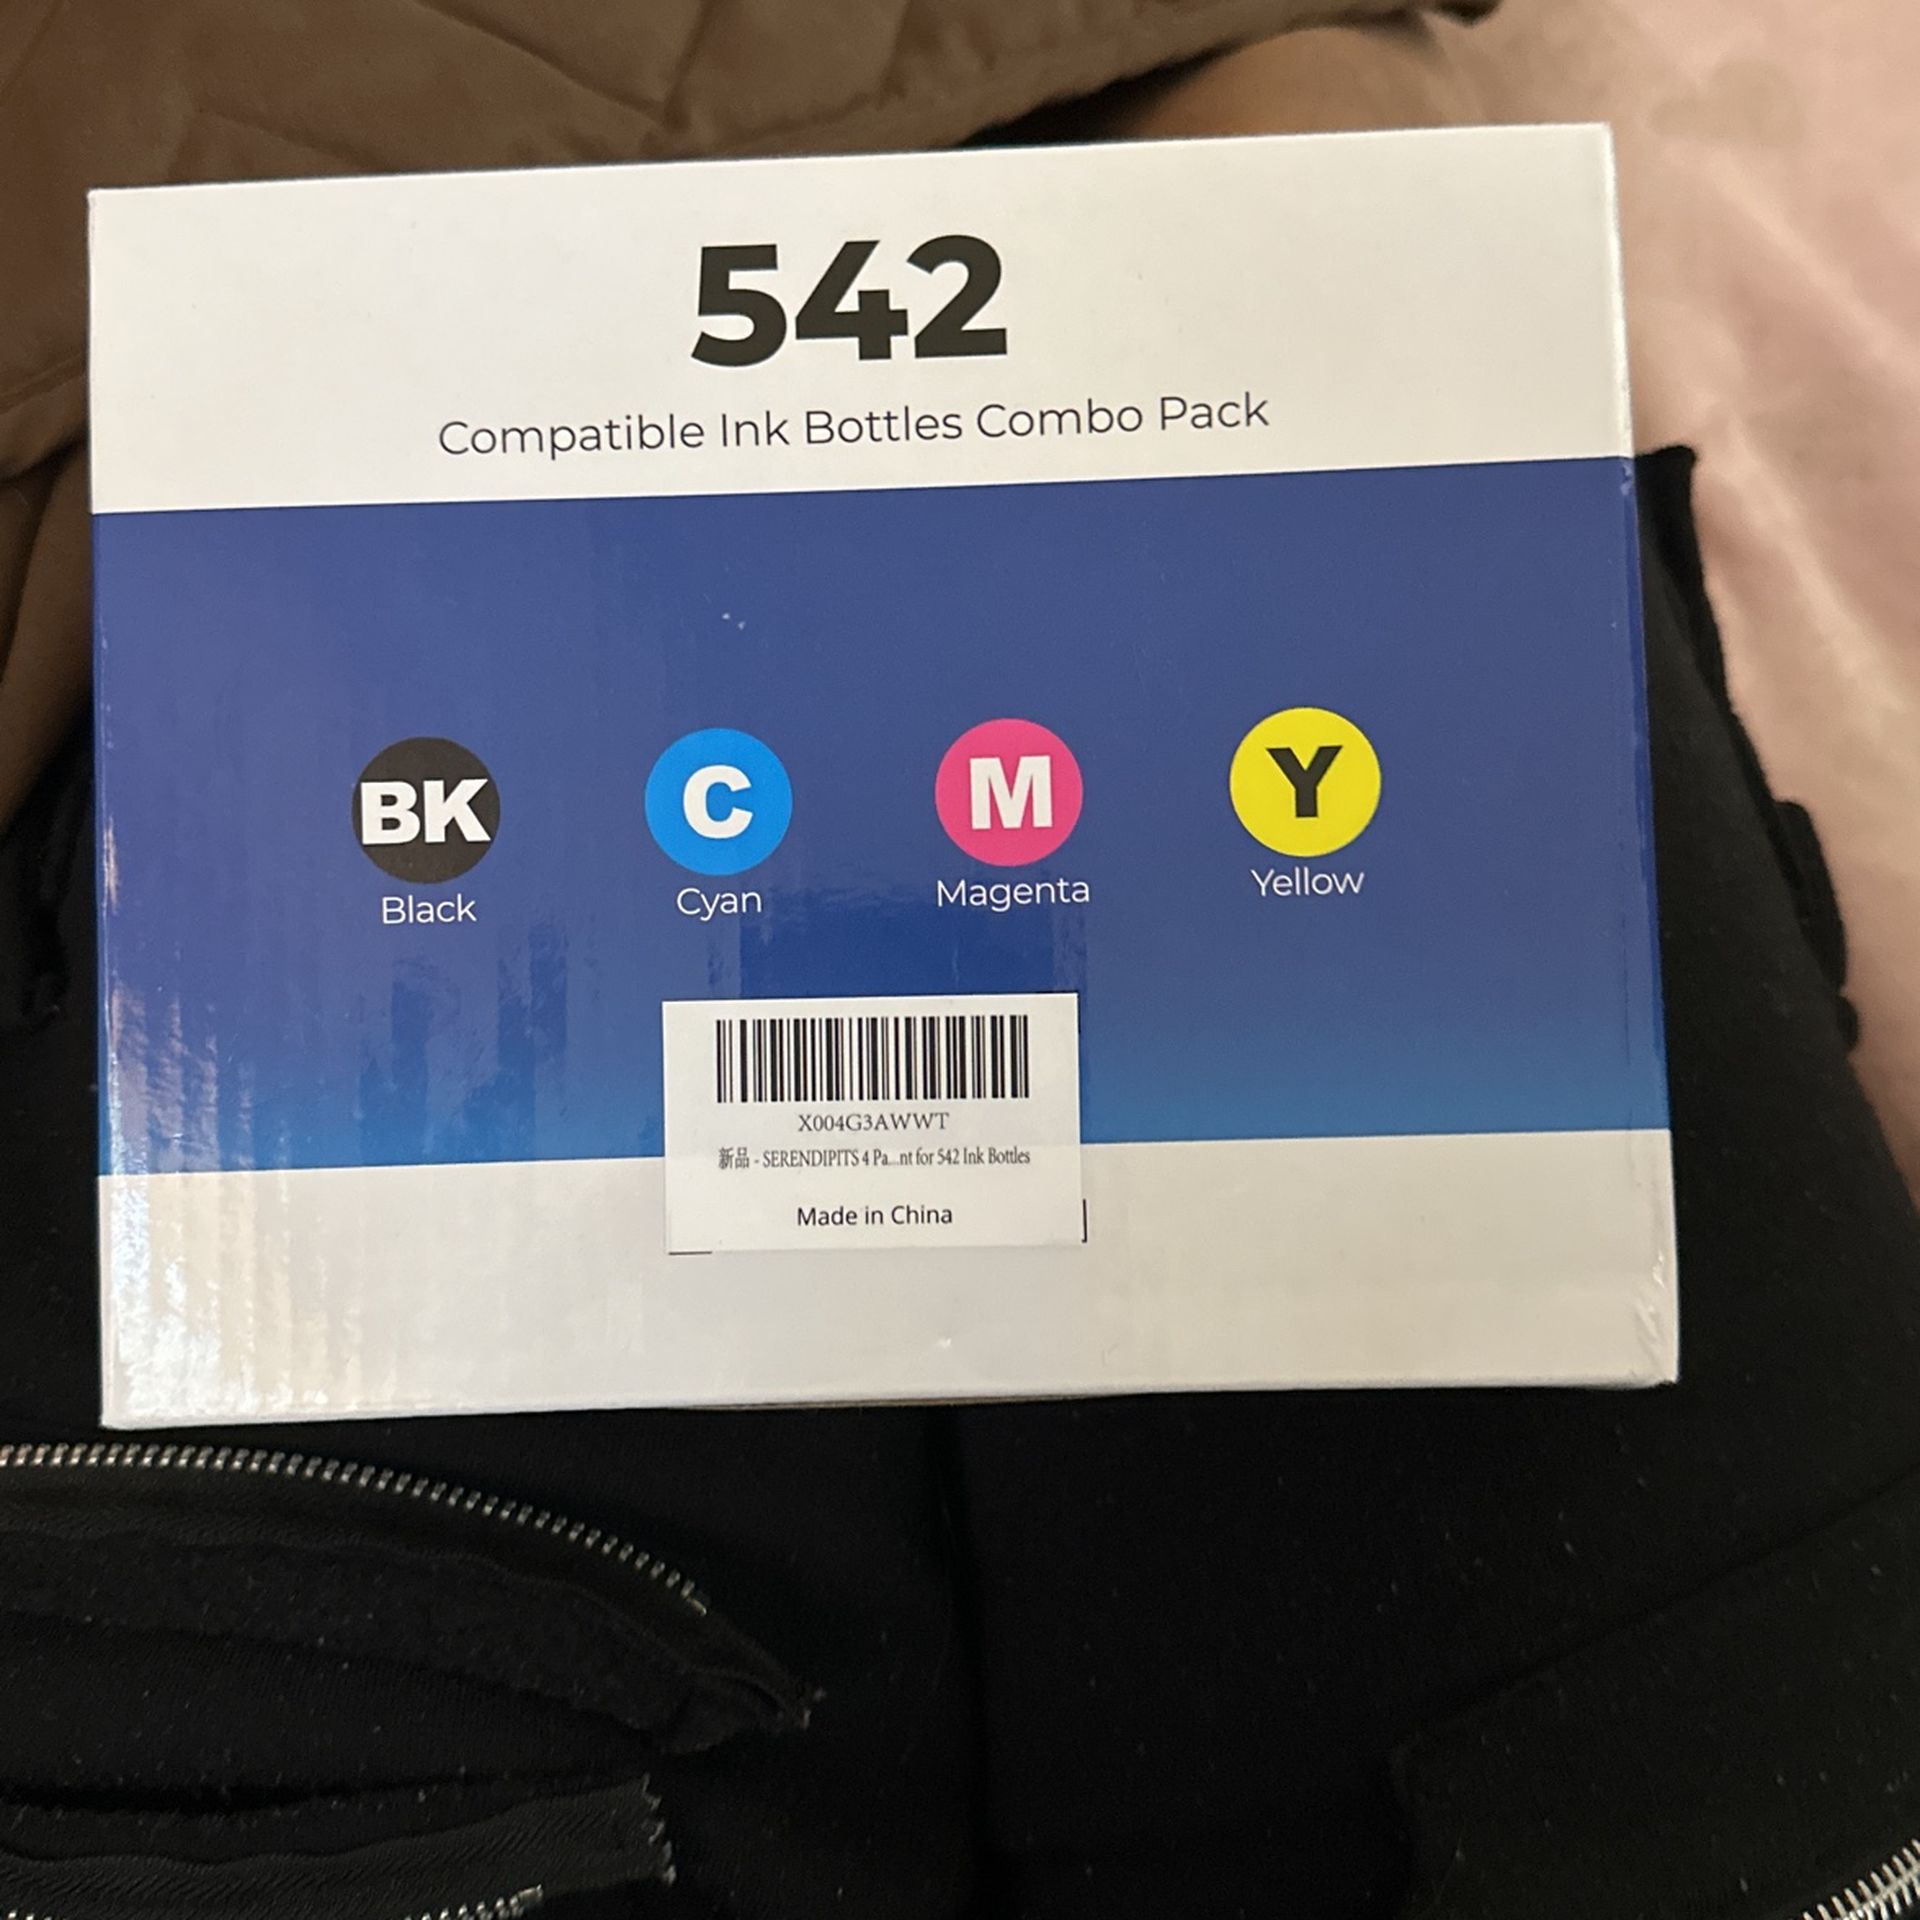 542
Compatible Ink Bottles Combo Pack
BK C M Y
Black Cyan Magenta Yellow
X004G3AWWT
新品 - SERENDIPITS 4 Pa...nt for 542 Ink Bottles
Made in China